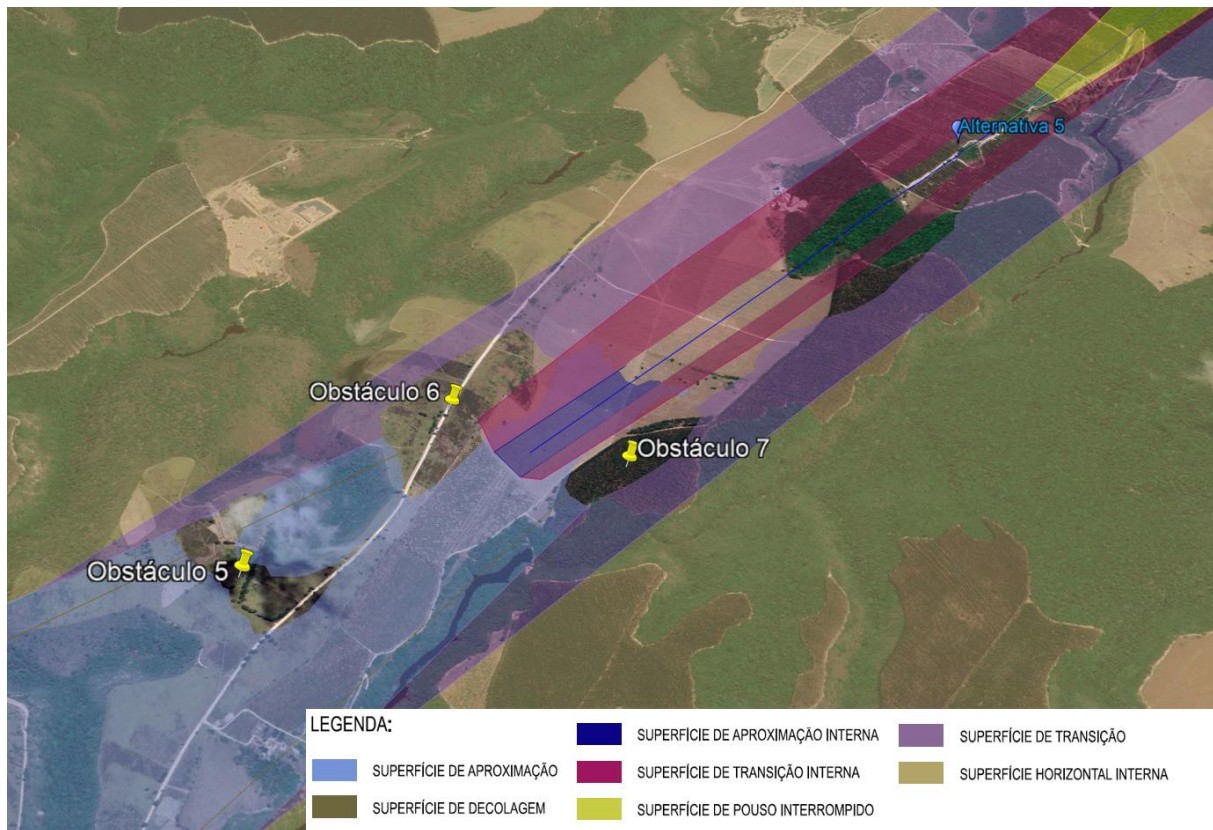 Alternativa 5
Obstáculo 6
Obstáculo 7
Obstáculo 5
LEGENDA:
SUPERFÍCIE DE APROXIMAÇÃO
SUPERFÍCIE DE DECOLAGEM
SUPERFÍCIE DE APROXIMAÇÃO INTERNA
SUPERFÍCIE DE TRANSIÇÃO INTERNA
SUPERFÍCIE DE POUSO INTERROMPIDO
SUPERFÍCIE DE TRANSIÇÃO
SUPERFÍCIE HORIZONTAL INTERNA